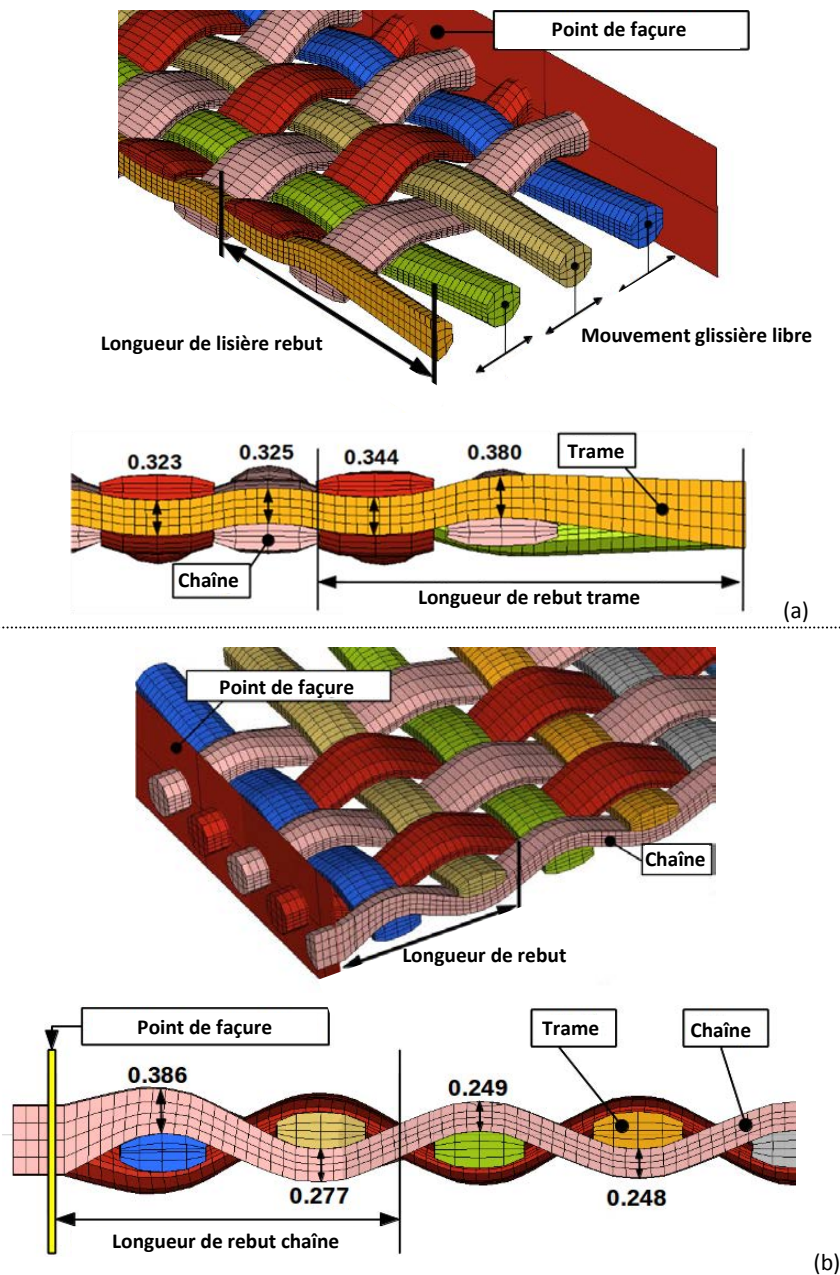 Point de façure
Longueur de lisière rebut
Mouvement glissière libre
0.323
0.325
0.344
0.380
Trame
Chaîne
Longueur de rebut trame
(a)
Point de façure
Chaîne
Longueur de rebut
Point de façure
Trame
Chaîne
0.386
0.249
0.277
0.248
Longueur de rebut chaîne
(b)